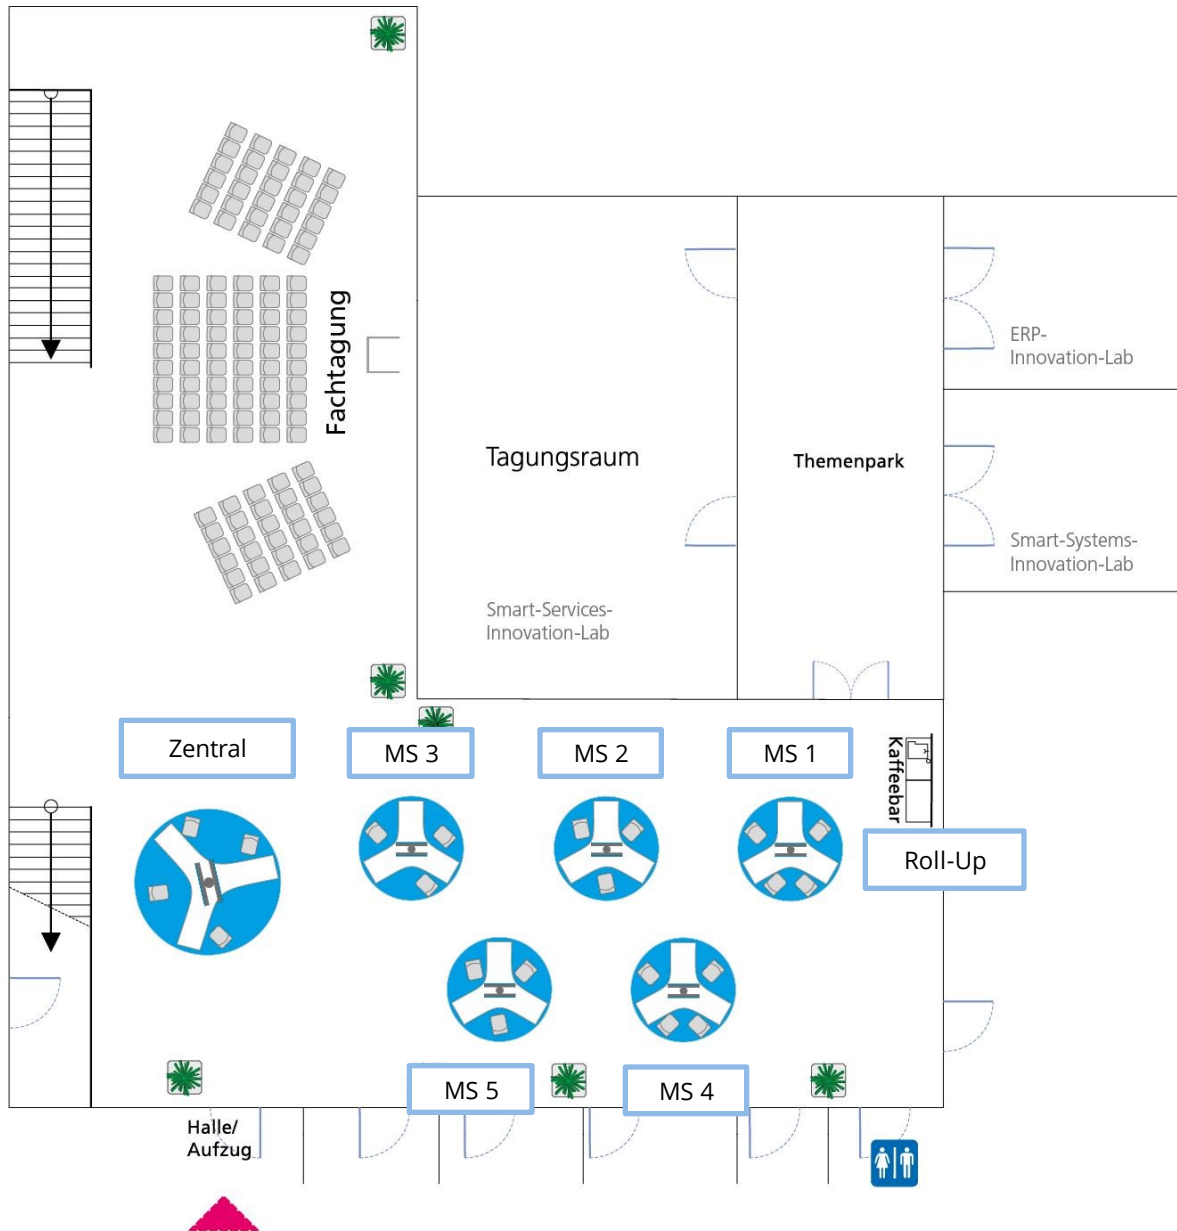 Fachtagung
ERP-
Innovation-Lab
Tagungsraum
Themenpark
Smart-Systems-
Innovation-Lab
Smart-Services-
Innovation-Lab
Zentral
MS 3
MS 2
MS 1
Kaffeebar
Roll-Up
MS 5
MS 4
Halle/
Aufzug